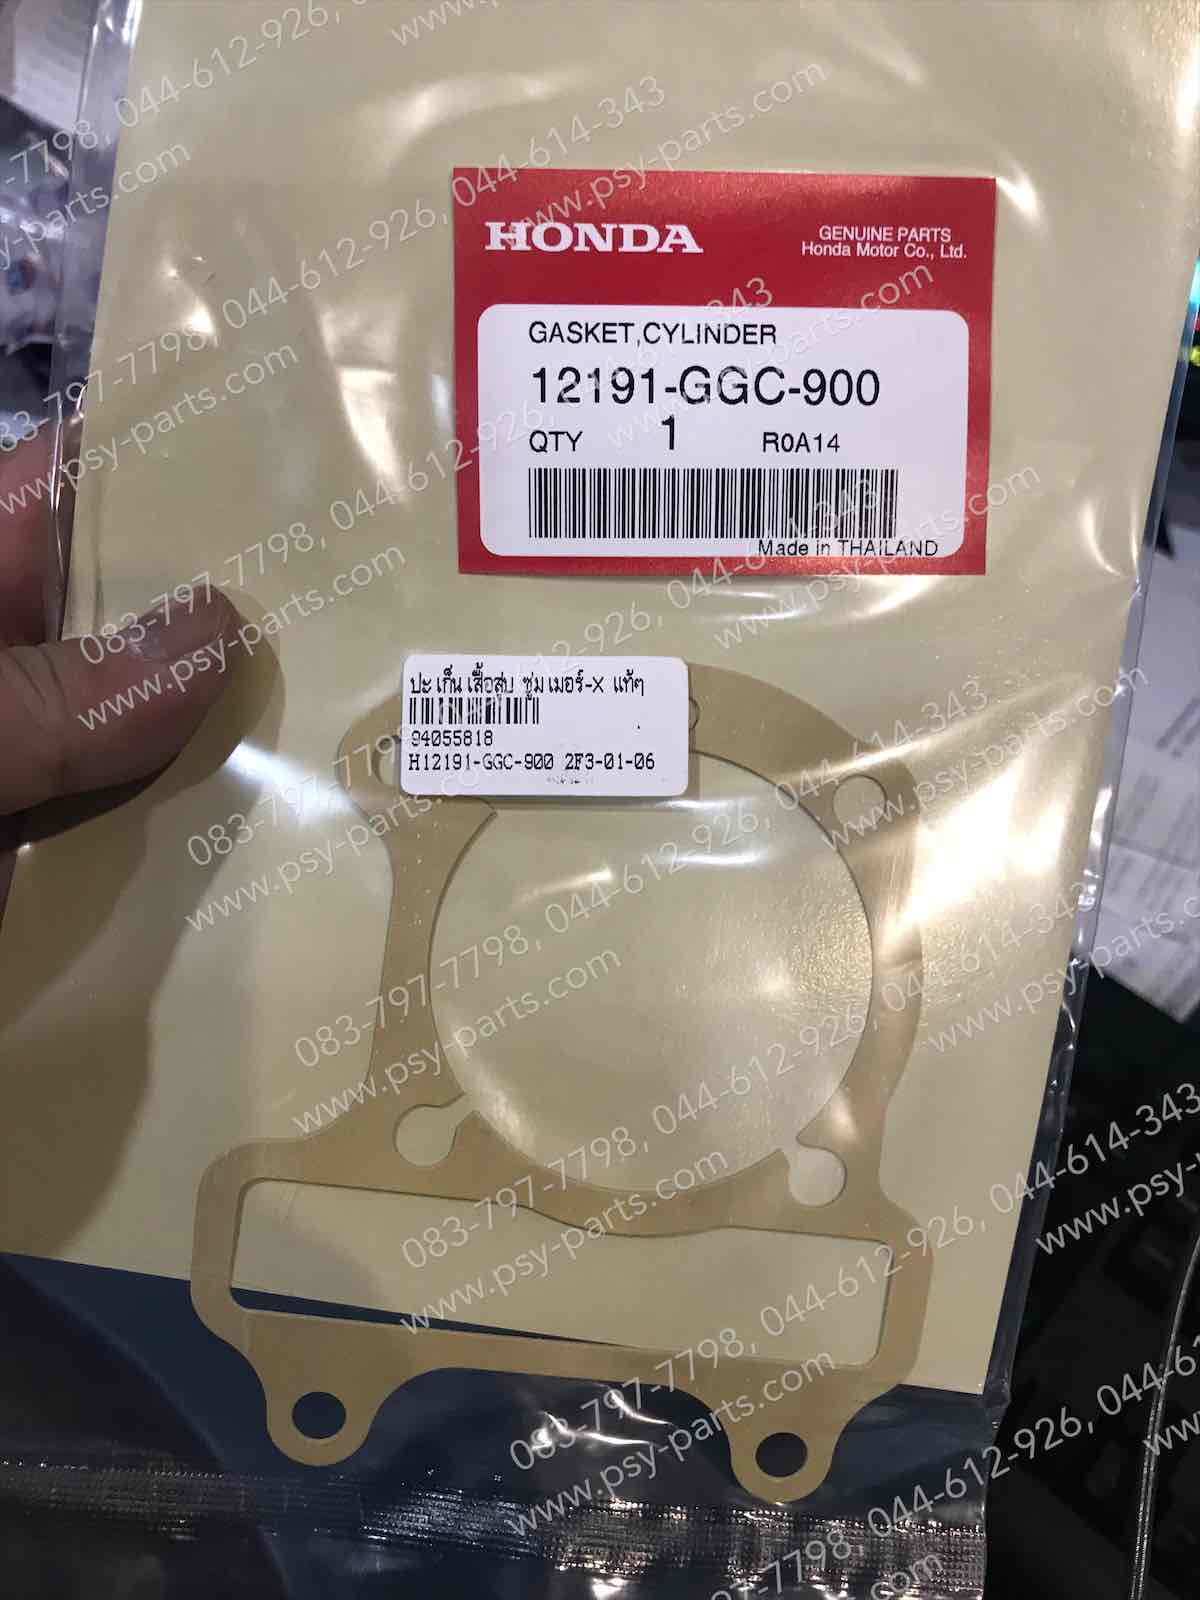 HONDA
GENUINE PARTS
Honda Motor Co., Ltd.
GASKET,CYLINDER
12191-GGC-900
QTY 1 R0A14
Made in THAILAND
ปะเก็นเสื้อสูบ ซูมเมอร์-X แท้ๆ
94055818
H12191-GGC-900 2F3-01-06
083-797-7798, 044-612-926, 044-614-343
www.psy-parts.com